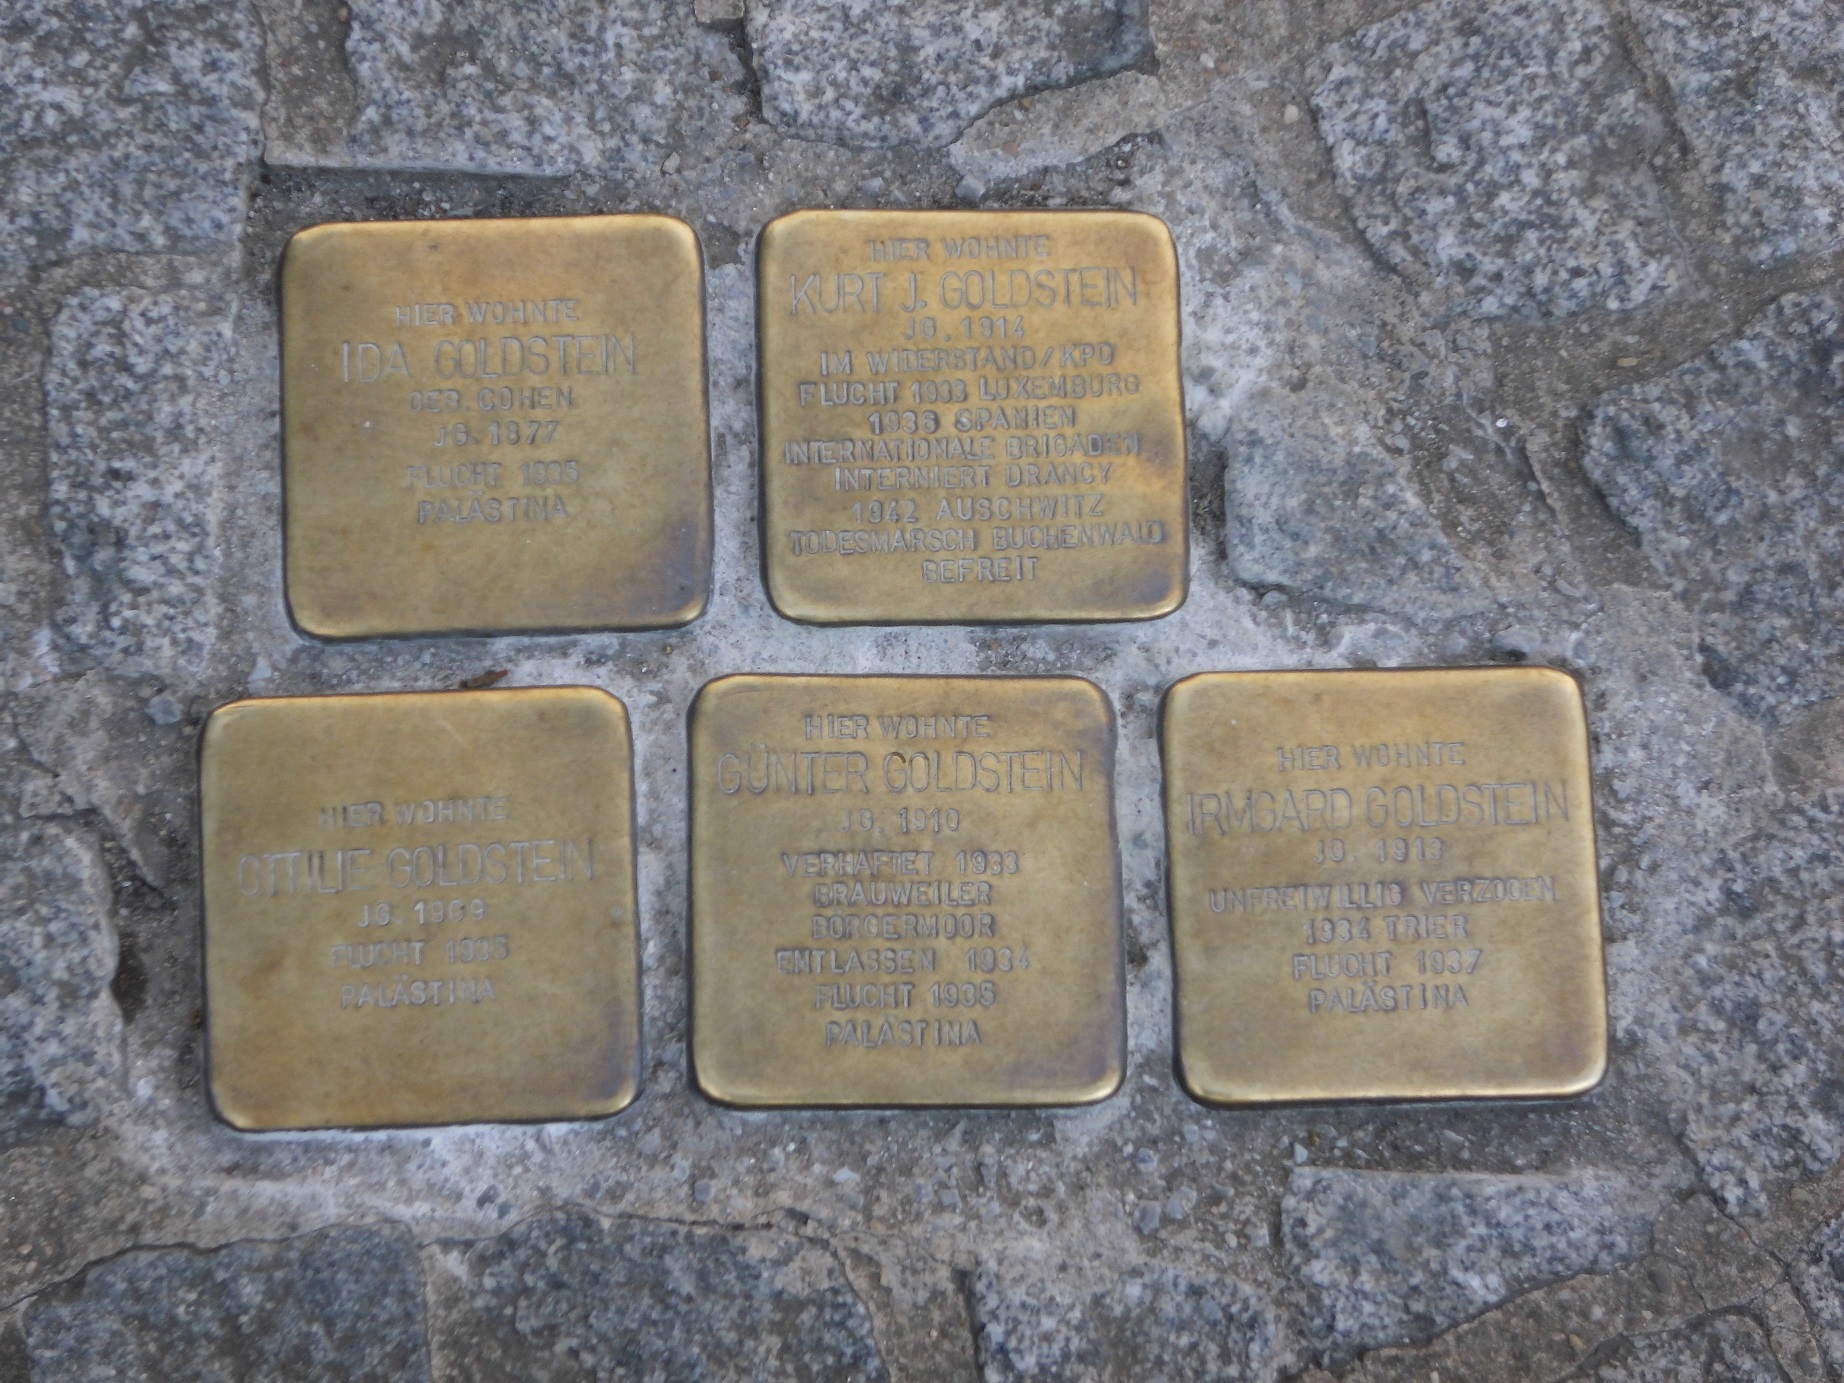 HIER WOHNTE
IDA GOLDSTEIN
GEB. COHEN
JG. 1877
FLUCHT 1935
PALÄSTINA
HIER WOHNTE
KURT J. GOLDSTEIN
JG. 1914
IM WIDERSTAND/KPD
FLUCHT 1933 LUXEMBURG
1936 SPANIEN
INTERNATIONALE BRIGADEN
INTERNIERT DRANCY
1942 AUSCHWITZ
TODESMARSCH BUCHENWALD
BEFREIT
HIER WOHNTE
OTTILIE GOLDSTEIN
JG. 1909
FLUCHT 1935
PALÄSTINA
HIER WOHNTE
GÜNTER GOLDSTEIN
JG. 1910
VERHAFTET 1933
BRAUWEILER
BÖRGERMOOR
ENTLASSEN 1934
FLUCHT 1935
PALÄSTINA
HIER WOHNTE
IRMGARD GOLDSTEIN
JG. 1913
UNFREIWILLIG VERZOGEN
1934 TRIER
FLUCHT 1937
PALÄSTINA